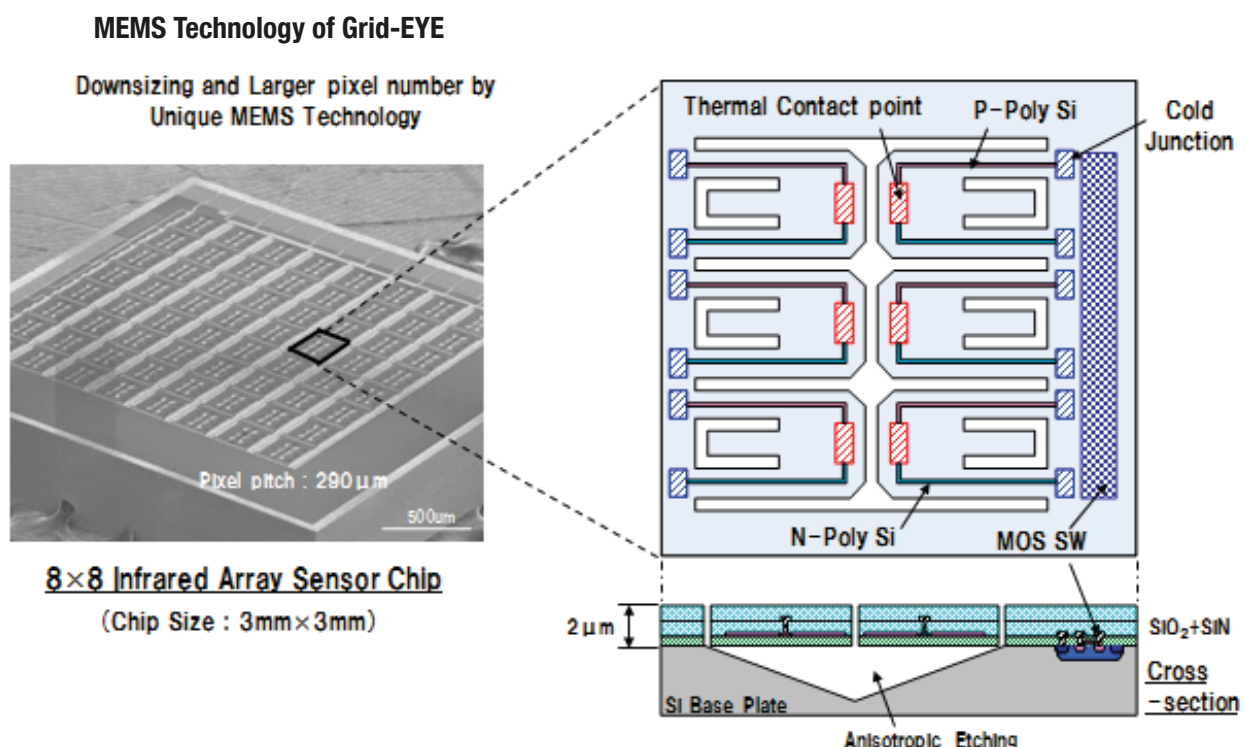 MEMS Technology of Grid-EYE
Downsizing and Larger pixel number by
Unique MEMS Technology
Pixel pitch : 290μm
500um
8×8 Infrared Array Sensor Chip
(Chip Size : 3mm×3mm)
Thermal Contact point
P-Poly Si
Cold
Junction
N-Poly Si
MOS SW
2μm
SiO₂+SiN
Si Base Plate
Cross
-section
Anisotropic Etching